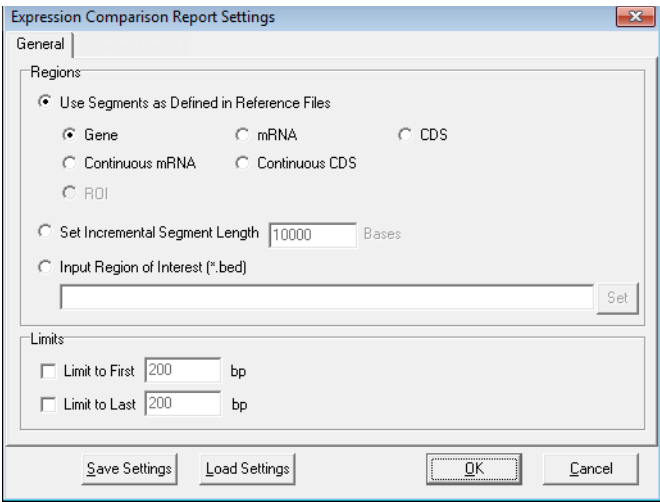 Expression Comparison Report Settings
General
Regions
Use Segments as Defined in Reference Files
Gene mRNA CDS
Continuous mRNA Continuous CDS
ROI
Set Incremental Segment Length 10000 Bases
Input Region of Interest (*.bed)
Set
Limits
Limit to First 200 bp
Limit to Last 200 bp
Save Settings Load Settings OK Cancel